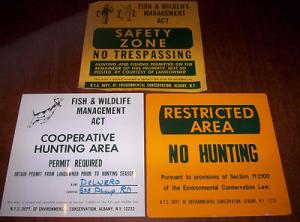 FISH & WILDLIFE
MANAGEMENT
ACT
SAFETY
ZONE
NO TRESPASSING
HUNTING AND FISHING PERMITTED ON THE
REMAINDER OF THIS PROPERTY, NOT SO
POSTED BY COURTESY OF LANDOWNER
N.Y.S. DEPT. OF ENVIRONMENTAL CONSERVATION, ALBANY, N.Y.
FISH & WILDLIFE
MANAGEMENT
ACT
COOPERATIVE
HUNTING AREA
PERMIT REQUIRED
OBTAIN PERMIT FROM LANDOWNER PRIOR TO HUNTING SEASON
RD
N.Y.S. DEPT. OF ENVIRONMENTAL CONSERVATION, ALBANY, N.Y. 12233
RESTRICTED
AREA
NO HUNTING
Pursuant to provisions of Section 11-2100
of the Environmental Conservation Law.
N.Y.S. DEPT. OF ENVIRONMENTAL CONSERVATION, ALBANY, N.Y. 12233